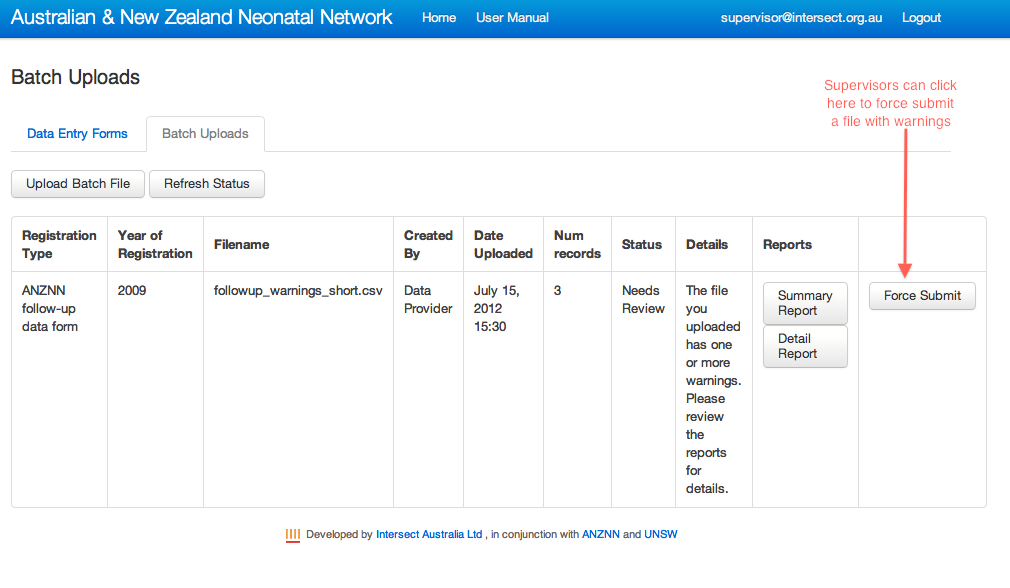 Australian & New Zealand Neonatal Network Home User Manual supervisor@intersect.org.au Logout
Batch Uploads
Supervisors can click
here to force submit
a file with warnings
Data Entry Forms Batch Uploads
Upload Batch File Refresh Status
Registration
Type
Year of
Registration
Filename
Created
By
Date
Uploaded
Num
records
Status
Details
Reports
ANZNN
follow-up
data form
2009
followup_warnings_short.csv
Data
Provider
July 15,
2012
15:30
3
Needs
Review
The file
you
uploaded
has one
or more
warnings.
Please
review
the
reports
for
details.
Summary
Report
Detail
Report
Force Submit
Developed by Intersect Australia Ltd , in conjunction with ANZNN and UNSW